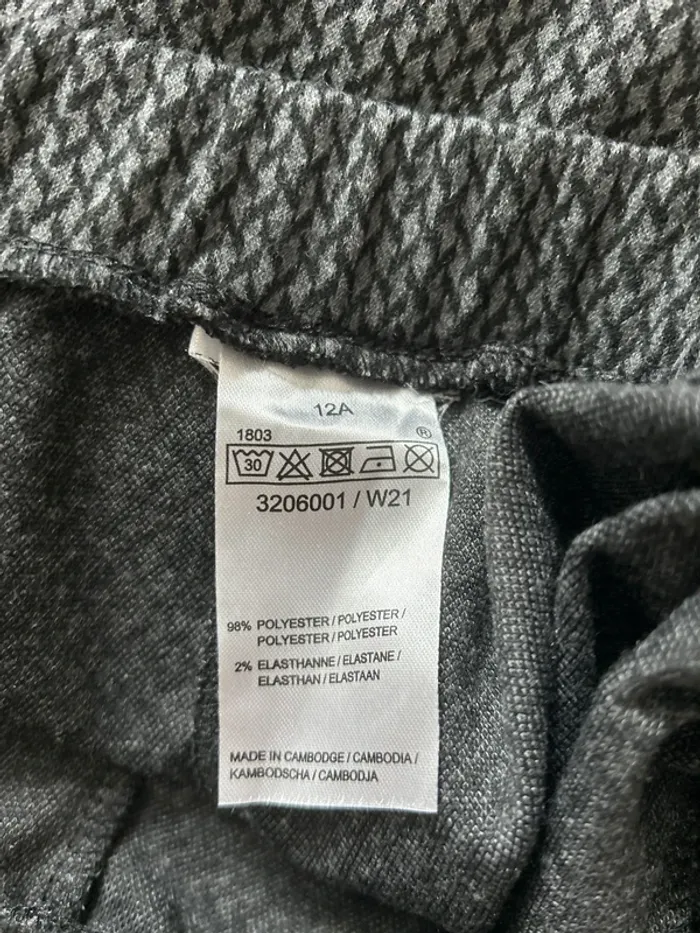 12A
1803
®
30
3206001 / W21
98% POLYESTER / POLYESTER /
POLYESTER / POLYESTER
2% ELASTHANNE / ELASTANE /
ELASTHAN / ELASTAAN
MADE IN CAMBODGE / CAMBODIA /
KAMBODSCHA / CAMBODJA